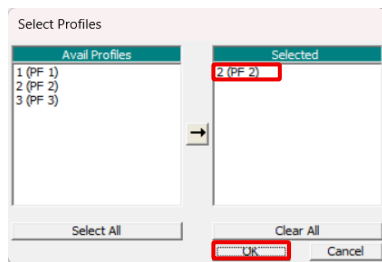 Select Profiles
Avail Profiles
Selected
1 (PF 1)
2 (PF 2)
3 (PF 3)
2 (PF 2)
Select All
Clear All
OK
Cancel